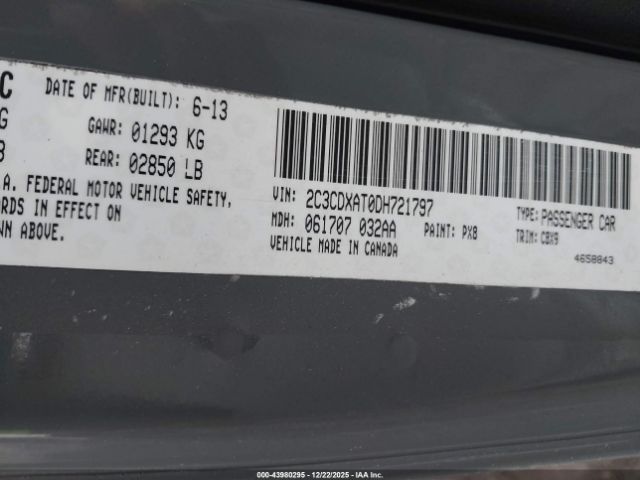 C DATE OF MFR(BUILT): 6-13
G GAWR: 01293 KG
B REAR: 02850 LB
A. FEDERAL MOTOR VEHICLE SAFETY,
RDS IN EFFECT ON
WN ABOVE.
VIN: 2C3CDXAT0DH721797 TYPE: PASSENGER CAR
MDH: 061707 032AA PAINT: PX8 TRIM: CBX9
VEHICLE MADE IN CANADA 4658843
©-43980295 - 12/22/2025 - IAA Inc.